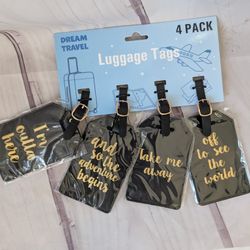 DREAM
TRAVEL
4 PACK
Luggage Tags
I'm
outta
here
and
so the
adventure
begins
take me
away
off
to see
the
world